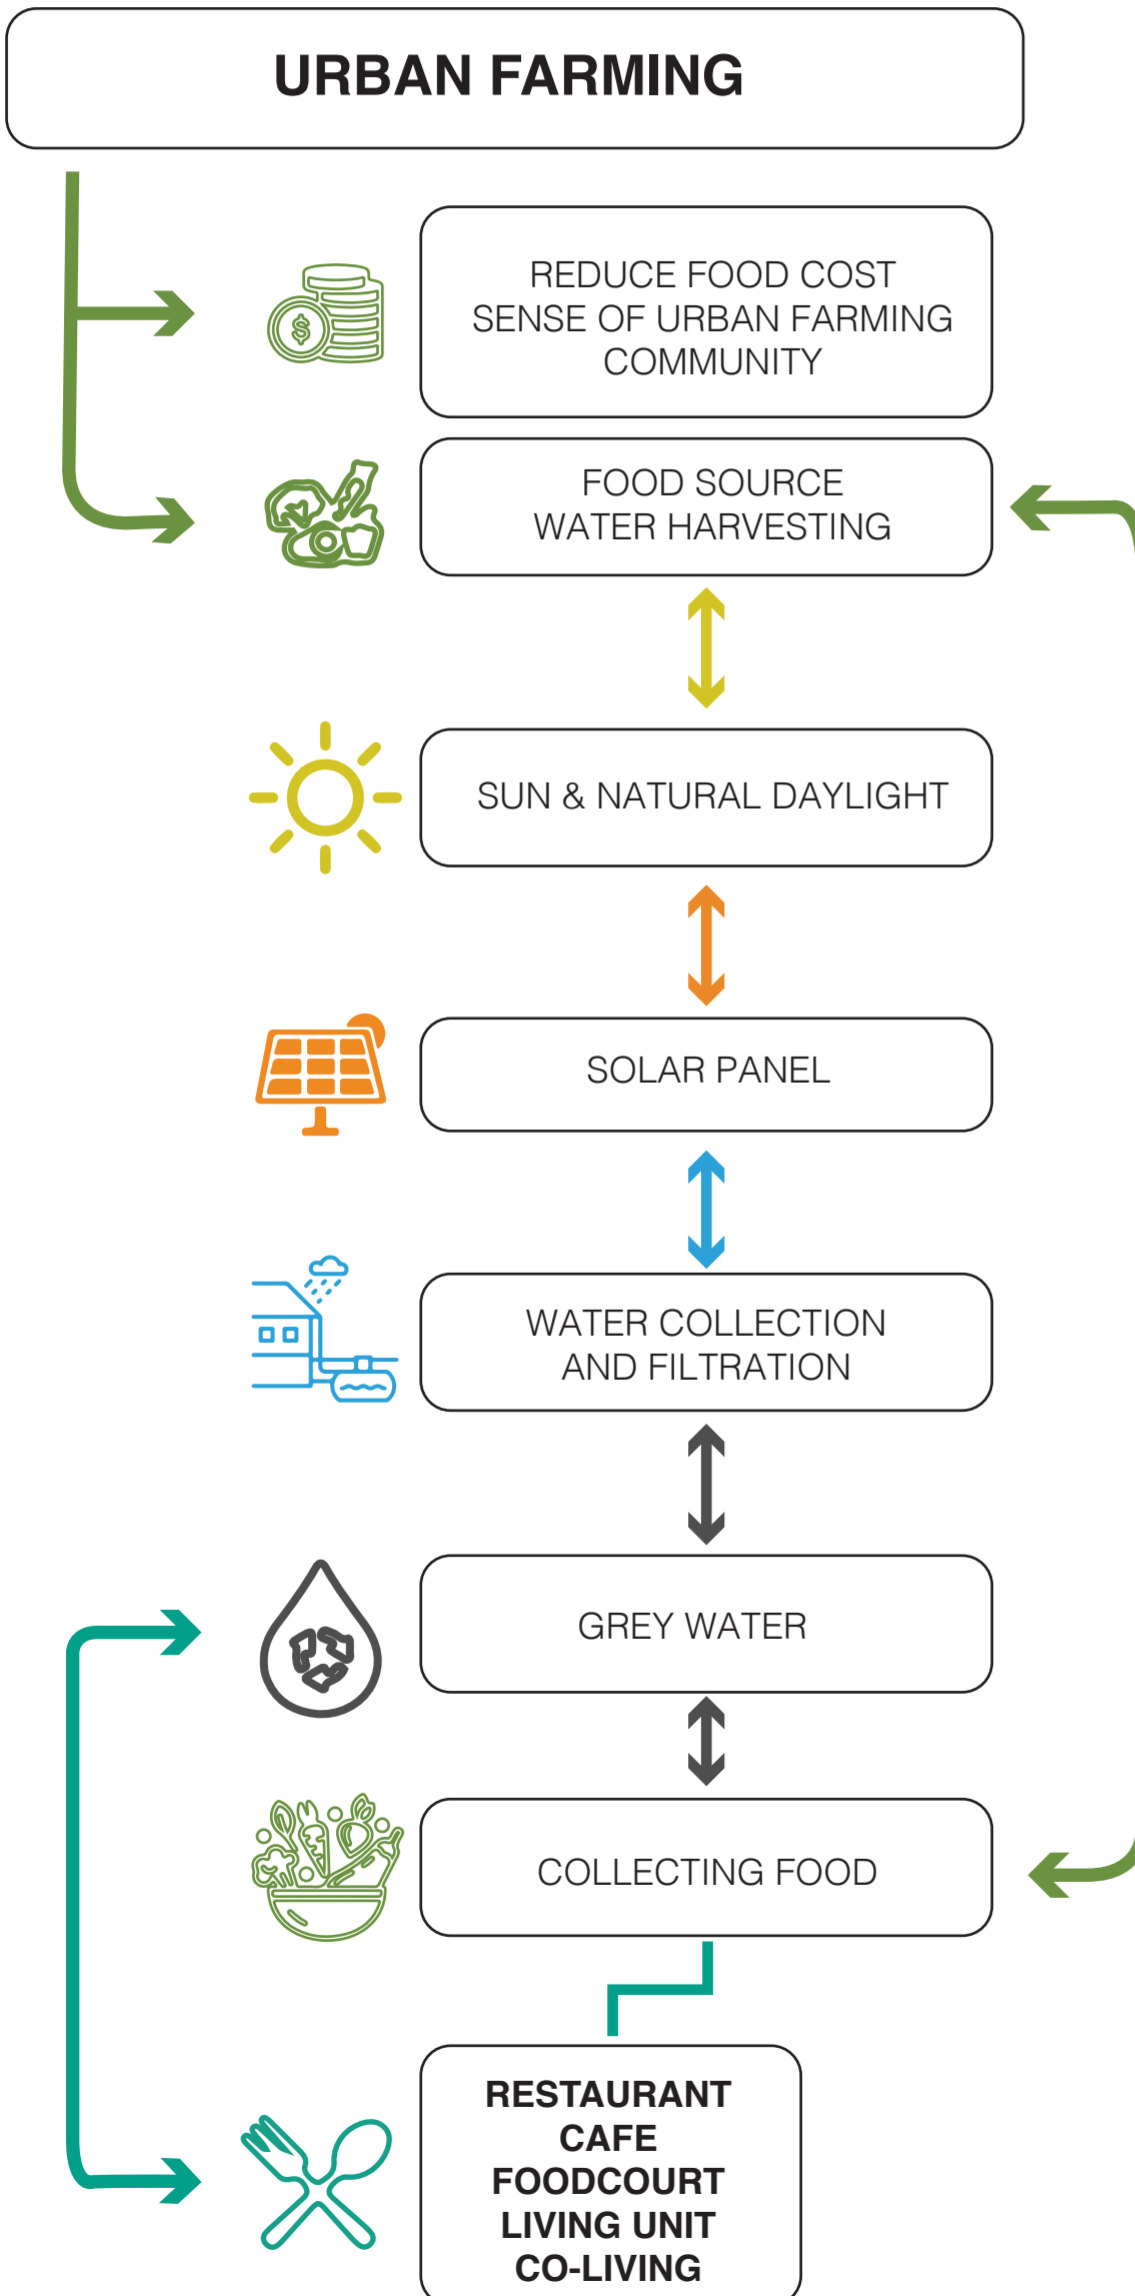 URBAN FARMING
REDUCE FOOD COST
SENSE OF URBAN FARMING
COMMUNITY
FOOD SOURCE
WATER HARVESTING
SUN & NATURAL DAYLIGHT
SOLAR PANEL
WATER COLLECTION
AND FILTRATION
GREY WATER
COLLECTING FOOD
RESTAURANT
CAFE
FOODCOURT
LIVING UNIT
CO-LIVING